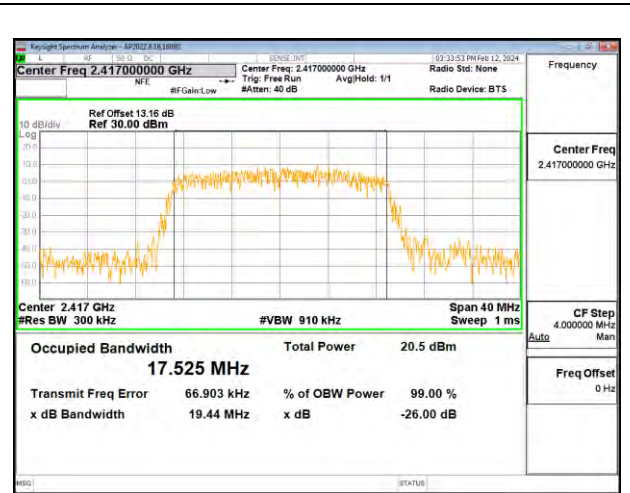 Keysight Spectrum Analyzer - AP2022.8.19,16080
L RF 50 Ω DC SENSE:INT 03:33:53 PM Feb 12, 2024
Center Freq 2.417000000 GHz Center Freq: 2.417000000 GHz Radio Std: None Frequency
NFE Trig: Free Run Avg|Hold: 1/1
#IFGain:Low #Atten: 40 dB Radio Device: BTS
Ref Offset 13.16 dB
10 dB/div Ref 30.00 dBm
Log
Center Freq
2.417000000 GHz
Center 2.417 GHz Span 40 MHz
#Res BW 300 kHz #VBW 910 kHz Sweep 1 ms
CF Step
4.000000 MHz
Auto Man
Occupied Bandwidth Total Power 20.5 dBm
17.525 MHz
Freq Offset
0 Hz
Transmit Freq Error 66.903 kHz % of OBW Power 99.00 %
x dB Bandwidth 19.44 MHz x dB -26.00 dB
MSG STATUS